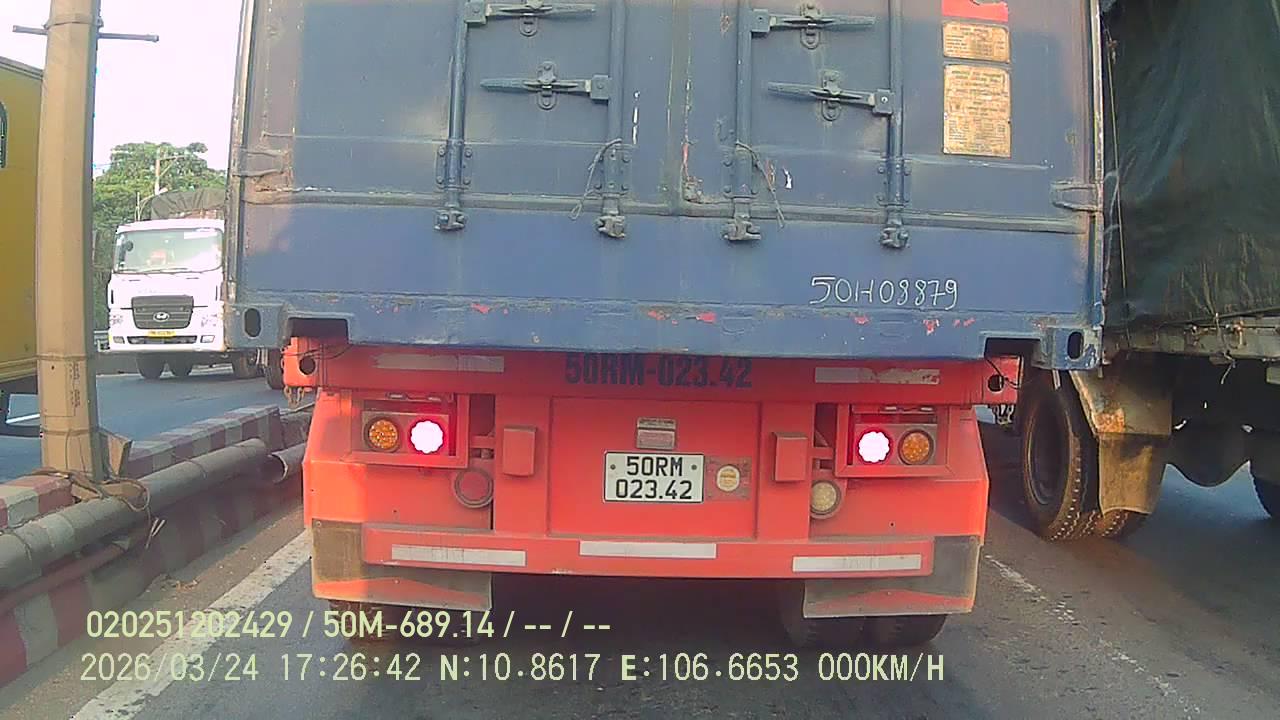 50H08879
50RM-023.42
50RM
023.42
020251202429 / 50M-689.14 / -- / --
2026/03/24 17:26:42 N:10.8617 E:106.6653 000KM/H